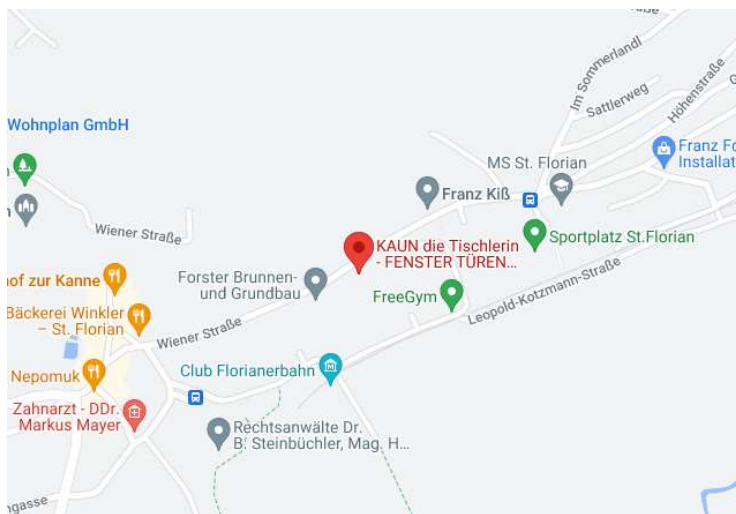 Im Sommerlandl
Sattlerweg
Höhenstraße
G
Wohnplan GmbH
MS St. Florian
Franz Fo
Installat
n
Franz Kiß
n
Wiener Straße
Sportplatz St.Florian
KAUN die Tischlerin
- FENSTER TÜREN...
of zur Kanne
Forster Brunnen-
und Grundbau
FreeGym
Leopold-Kotzmann-Straße
Bäckerei Winkler
– St. Florian
Wiener Straße
Nepomuk
Club Florianerbahn
Zahnarzt - DDr.
Markus Mayer
Rechtsanwälte Dr.
B. Steinbüchler, Mag. H...
ngasse